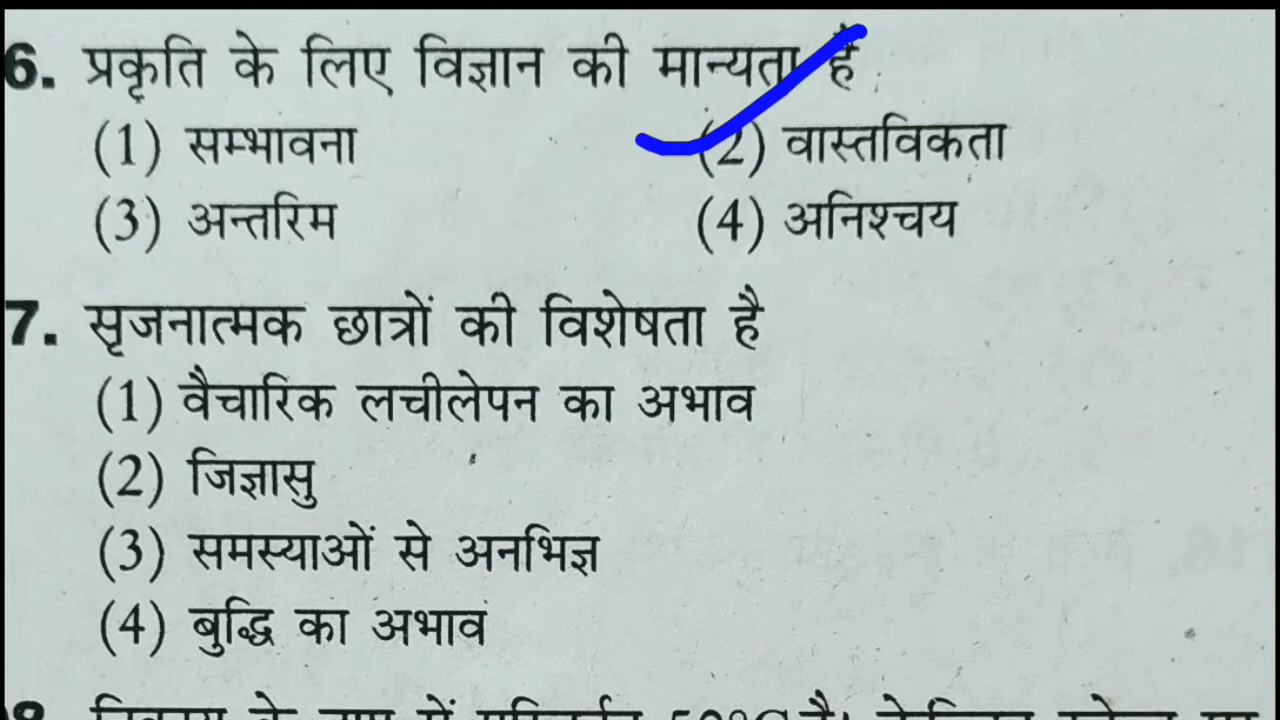 6. प्रकृति के लिए विज्ञान की मान्यता है
(1) सम्भावना (2) वास्तविकता
(3) अन्तरिम (4) अनिश्चय
7. सृजनात्मक छात्रों की विशेषता है
(1) वैचारिक लचीलेपन का अभाव
(2) जिज्ञासु
(3) समस्याओं से अनभिज्ञ
(4) बुद्धि का अभाव